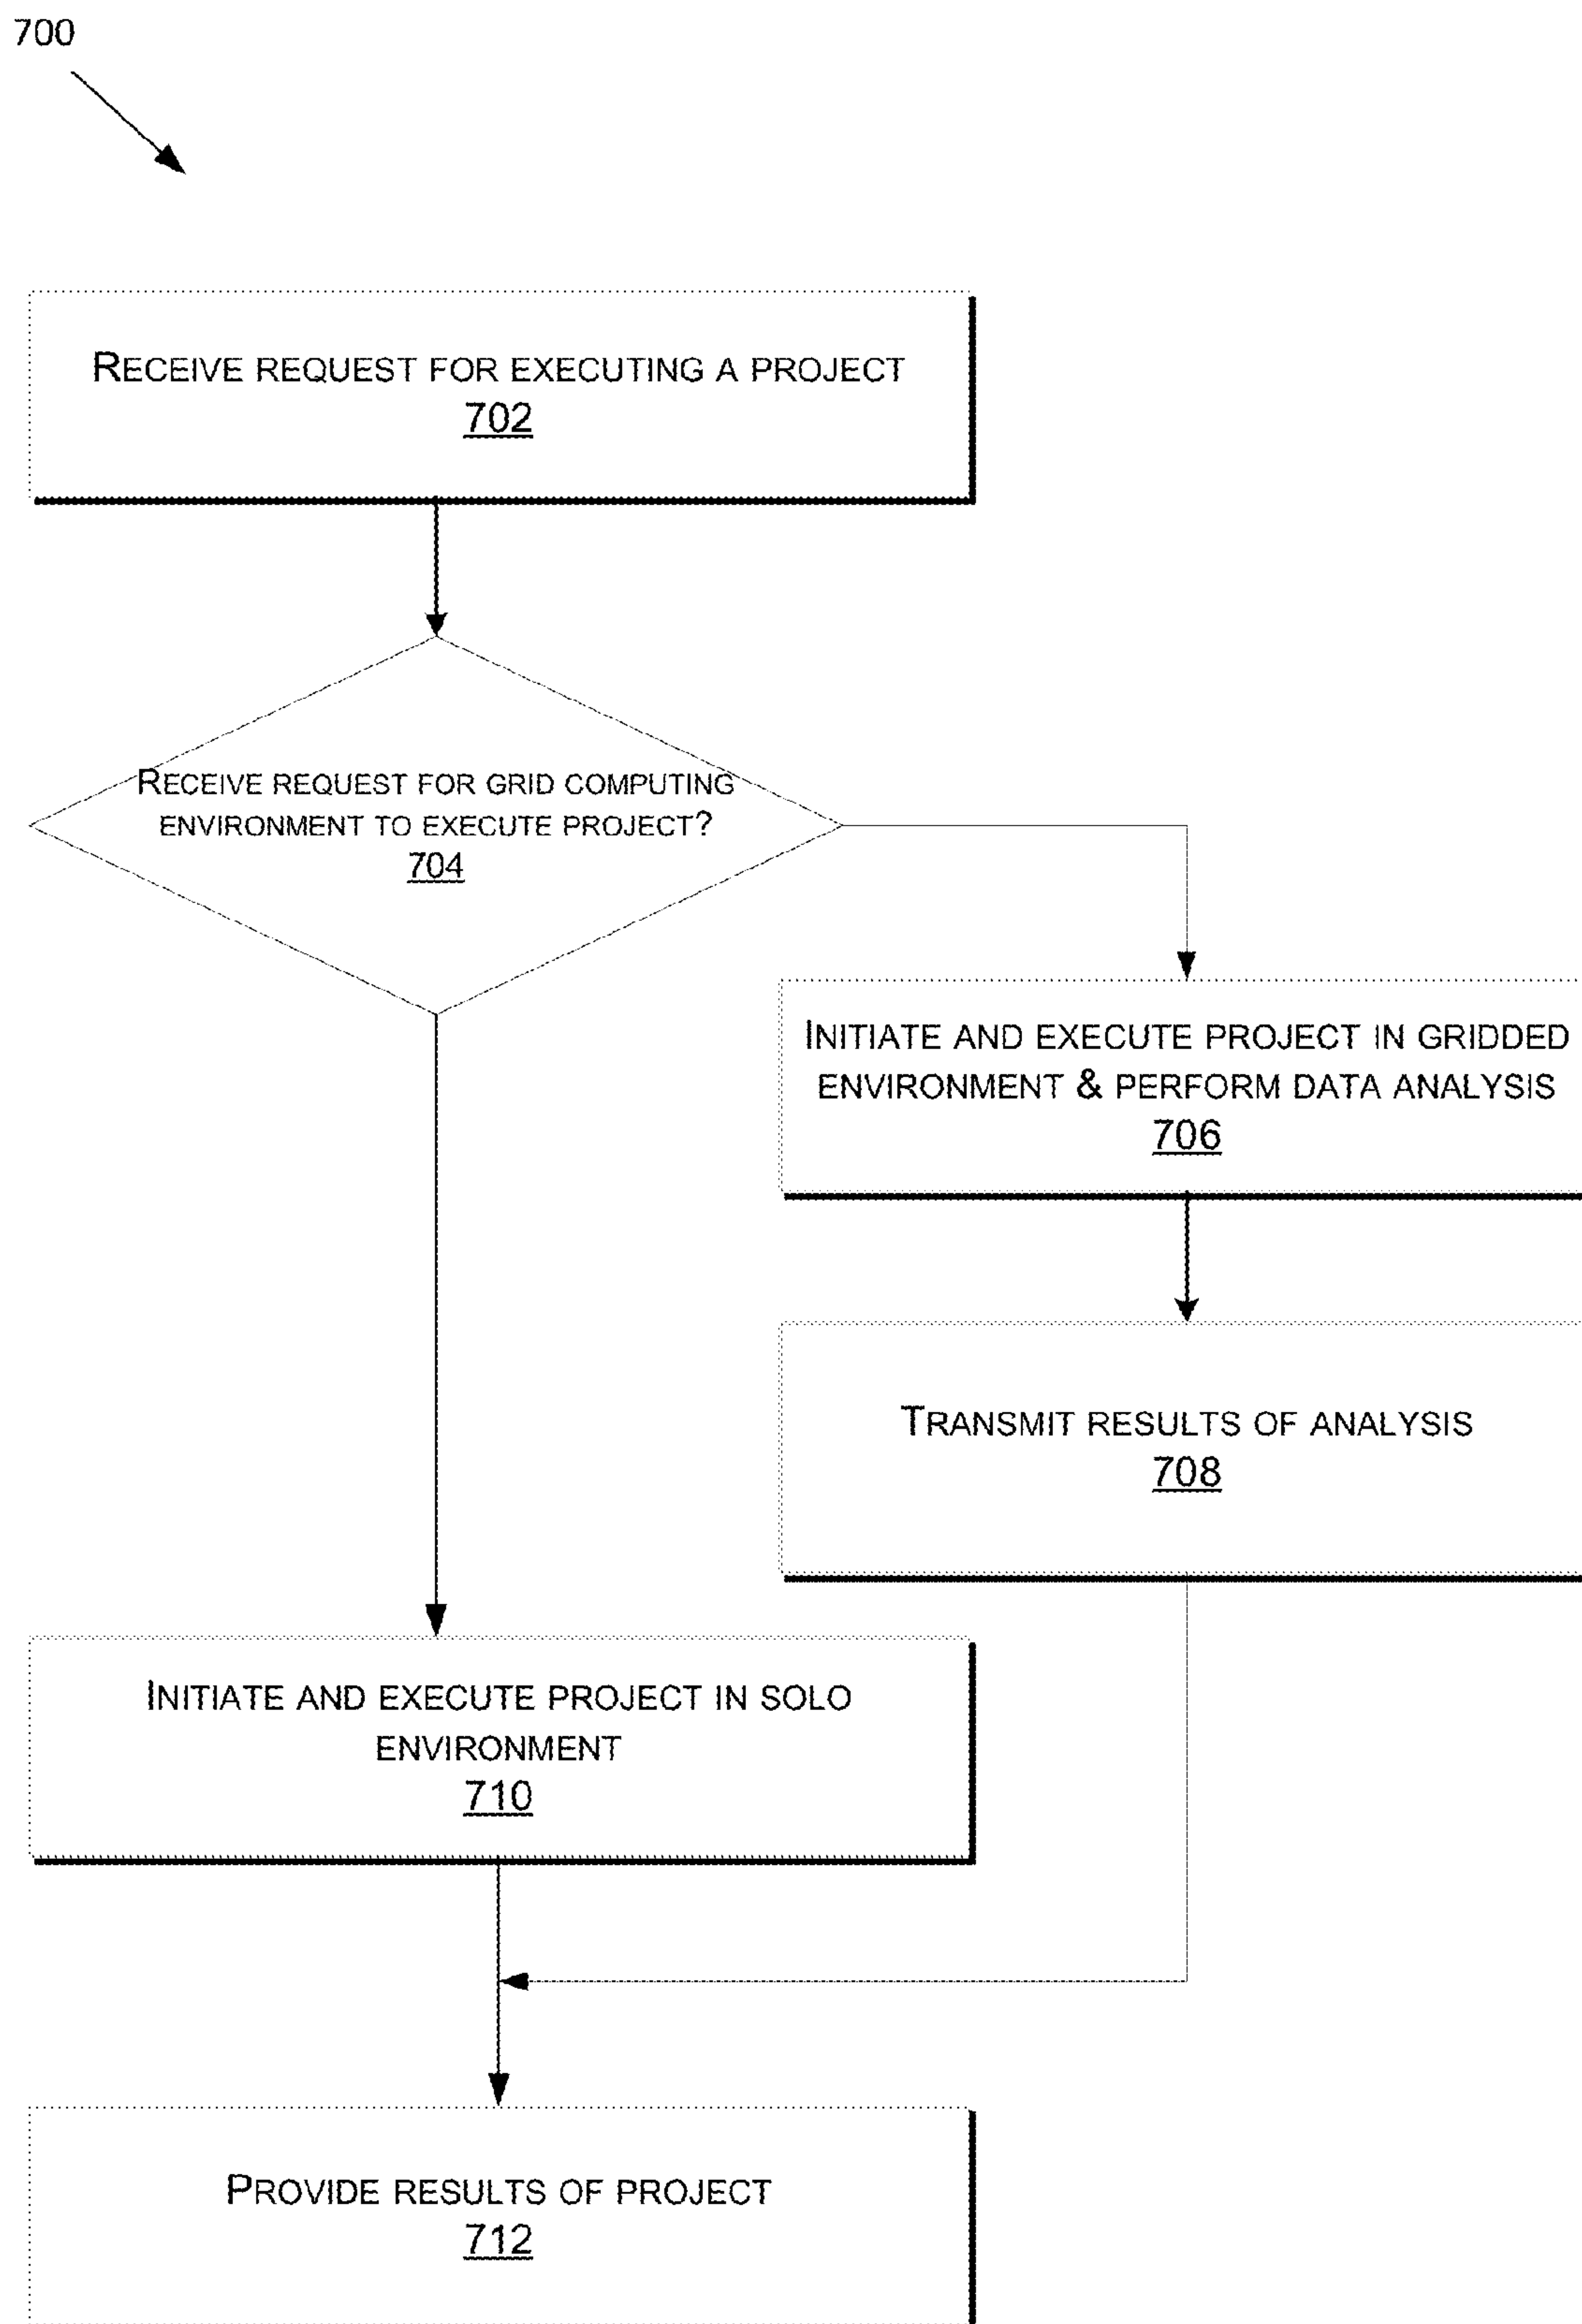 700
RECEIVE REQUEST FOR EXECUTING A PROJECT
702
RECEIVE REQUEST FOR GRID COMPUTING
ENVIRONMENT TO EXECUTE PROJECT?
704
INITIATE AND EXECUTE PROJECT IN GRIDDED
ENVIRONMENT & PERFORM DATA ANALYSIS
706
TRANSMIT RESULTS OF ANALYSIS
708
INITIATE AND EXECUTE PROJECT IN SOLO
ENVIRONMENT
710
PROVIDE RESULTS OF PROJECT
712